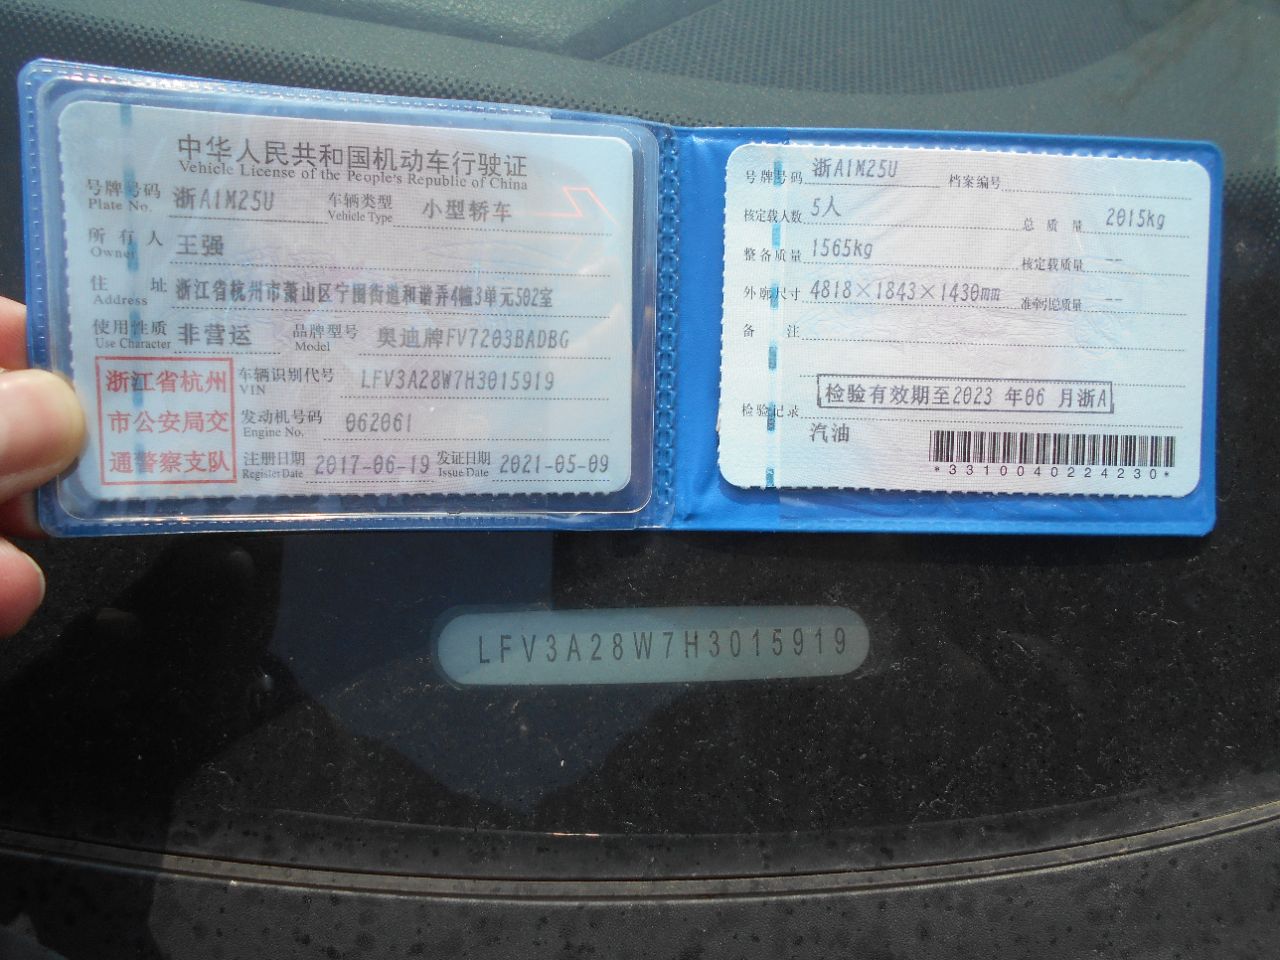 中华人民共和国机动车行驶证
Vehicle License of the People's Republic of China
号牌号码 浙A1M25U 车辆类型 小型轿车
Plate No. Vehicle Type
所有人 王强
Owner
住址 浙江省杭州市萧山区宁围街道和谐弄4幢3单元502室
Address
使用性质 非营运 品牌型号 奥迪牌FV7203BADBG
Use Character Model
浙江省杭州
市公安局交
通警察支队
车辆识别代号 LFV3A28W7H3015919
VIN
发动机号码 062061
Engine No.
注册日期 2017-06-19 发证日期 2021-05-09
Register Date Issue Date
号牌号码 浙A1M25U 档案编号
核定载人数 5人 总质量 2015kg
整备质量 1565kg 核定载质量 --
外廓尺寸 4818×1843×1430mm 准牵引总质量 --
备注
检验记录 检验有效期至2023 年06 月浙A
汽油
*3310040224230*
LFV3A28W7H3015919